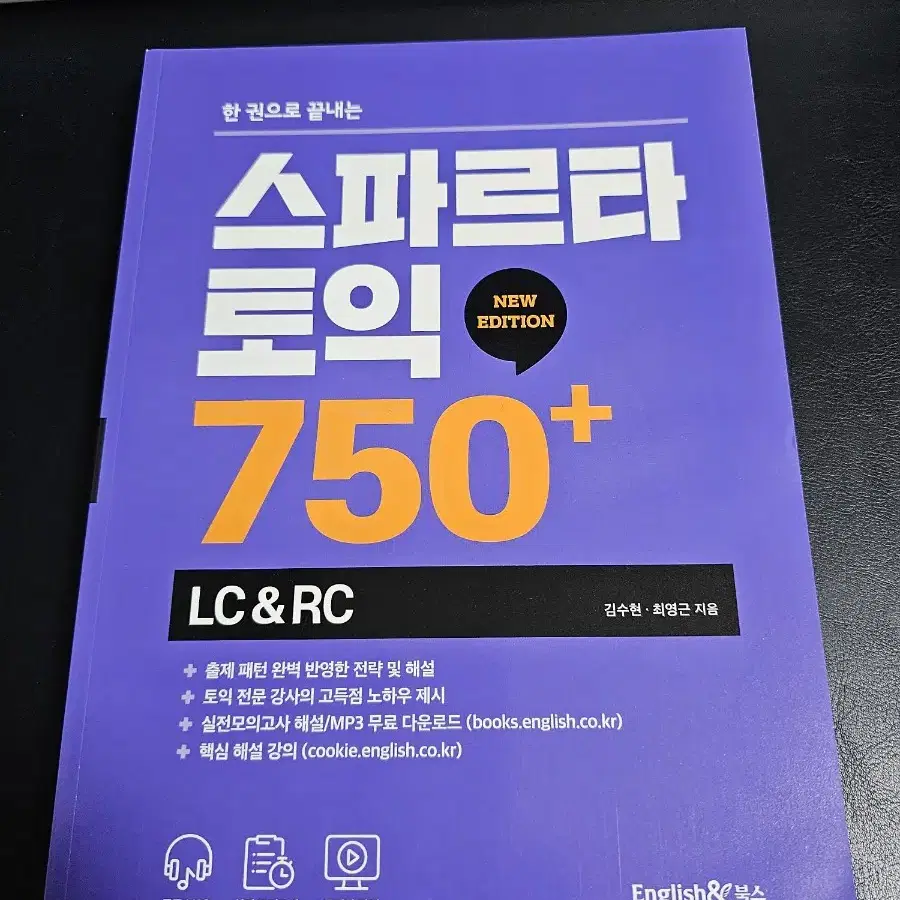 한 권으로 끝내는
스파르타
토익
NEW
EDITION
750+
LC & RC
김수현 · 최영근 지음
+ 출제 패턴 완벽 반영한 전략 및 해설
+ 토익 전문 강사의 고득점 노하우 제시
+ 실전모의고사 해설/MP3 무료 다운로드 (books.english.co.kr)
+ 핵심 해설 강의 (cookie.english.co.kr)
English& 북스